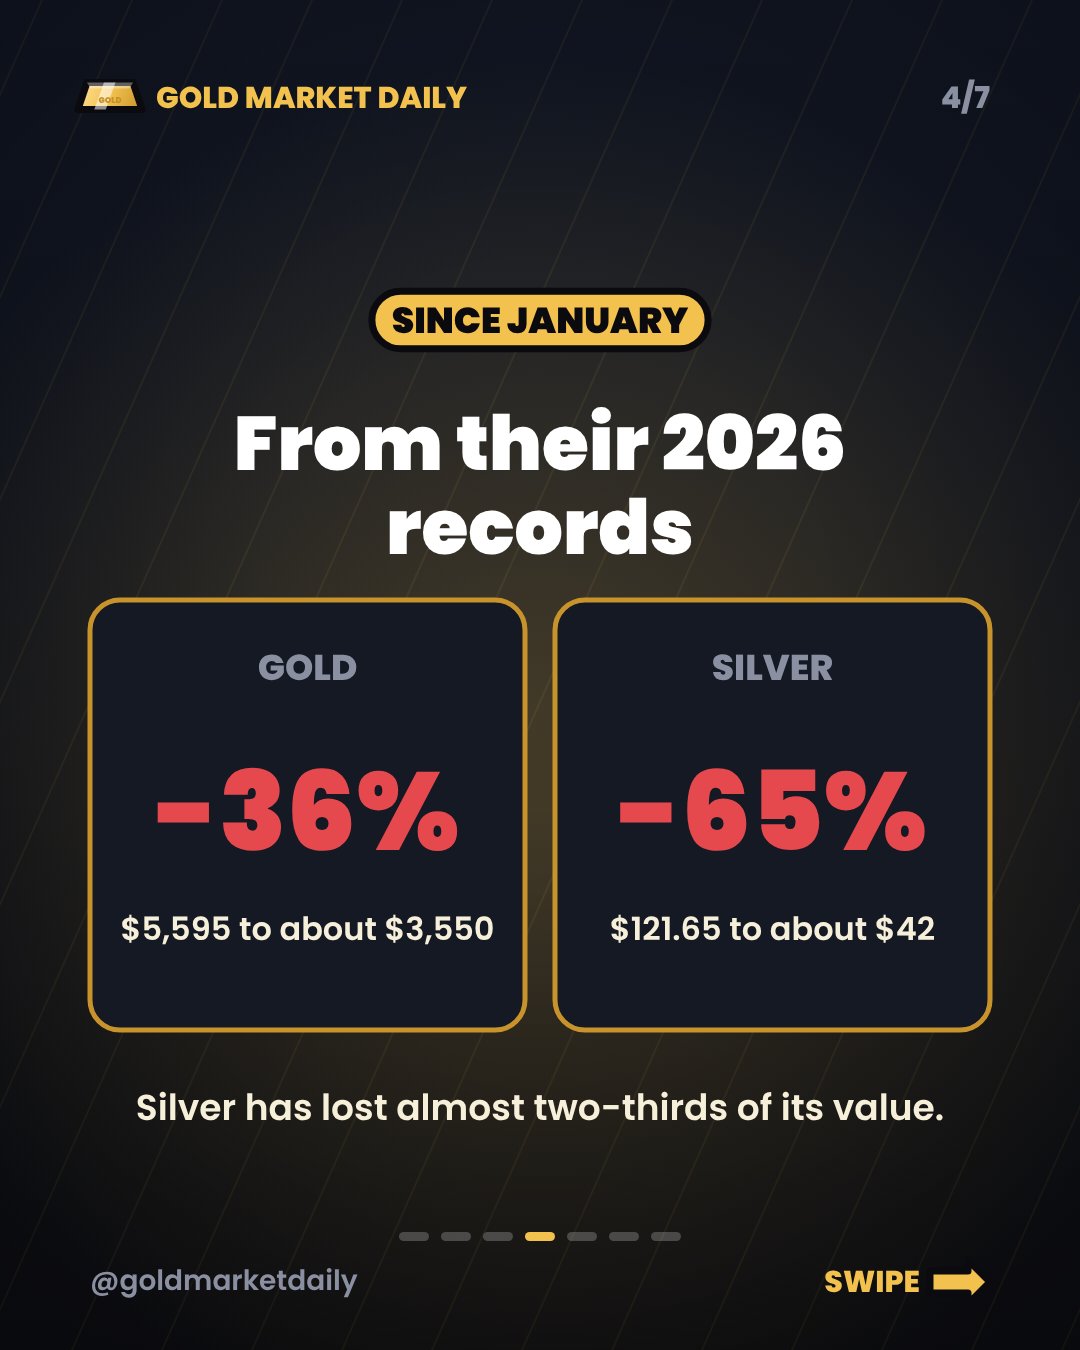 GOLD
GOLD MARKET DAILY
4/7
SINCE JANUARY
From their 2026
records
GOLD
-36%
$5,595 to about $3,550
SILVER
-65%
$121.65 to about $42
Silver has lost almost two-thirds of its value.
@goldmarketdaily
SWIPE